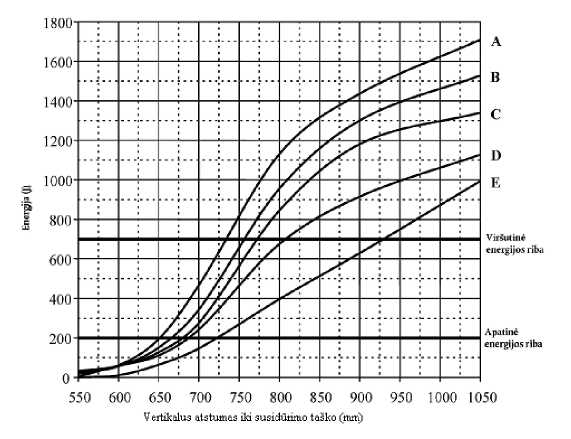 1800
1600
1400
1200
1000
800
600
400
200
0
Energija (J)
A
B
C
D
E
Viršutinė
energijos riba
Apatinė
energijos riba
550 600 650 700 750 800 850 900 950 1000 1050
Vertikalus atstumas iki susidūrimo taško (mm)